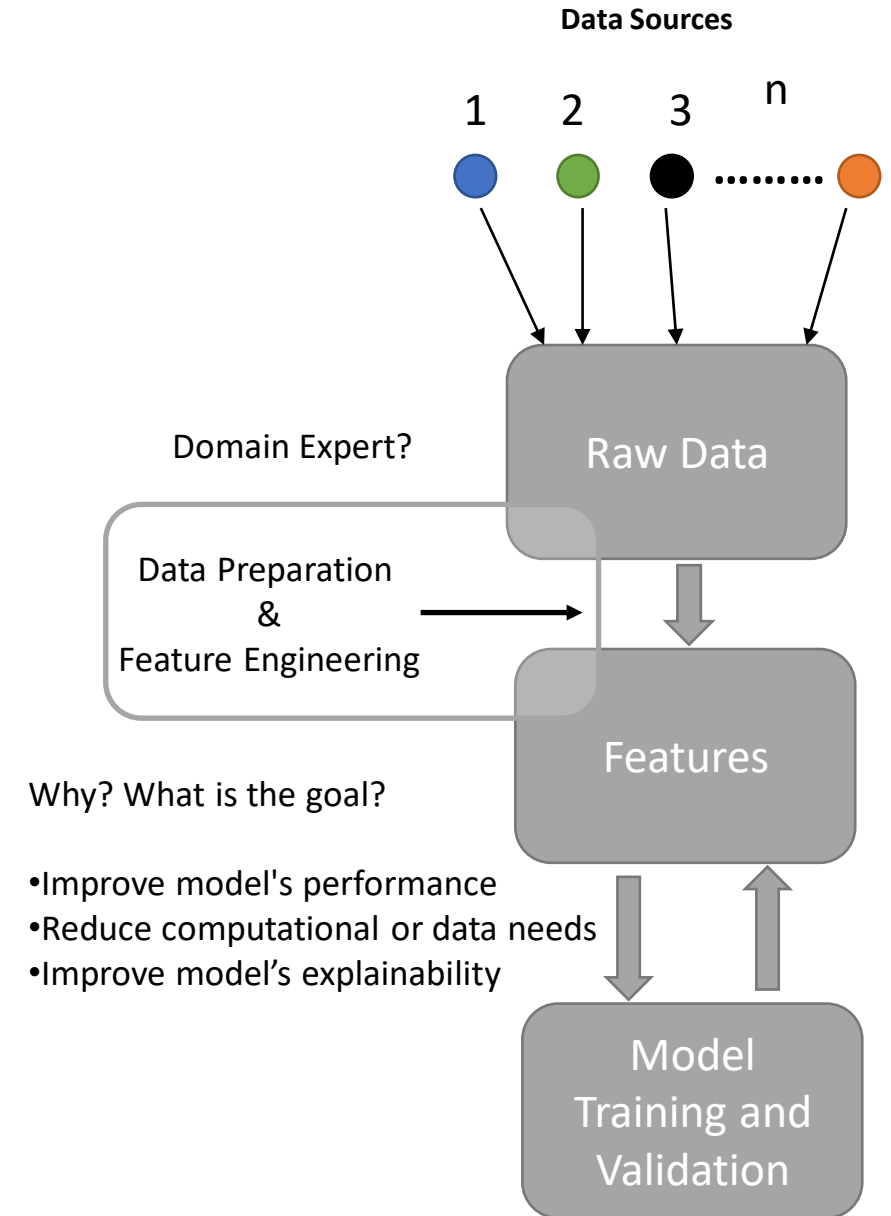 Data Sources
1 2 3 n
.........
Raw Data
Domain Expert?
Data Preparation
&
Feature Engineering
Features
Why? What is the goal?
•Improve model's performance
•Reduce computational or data needs
•Improve model’s explainability
Model
Training and
Validation